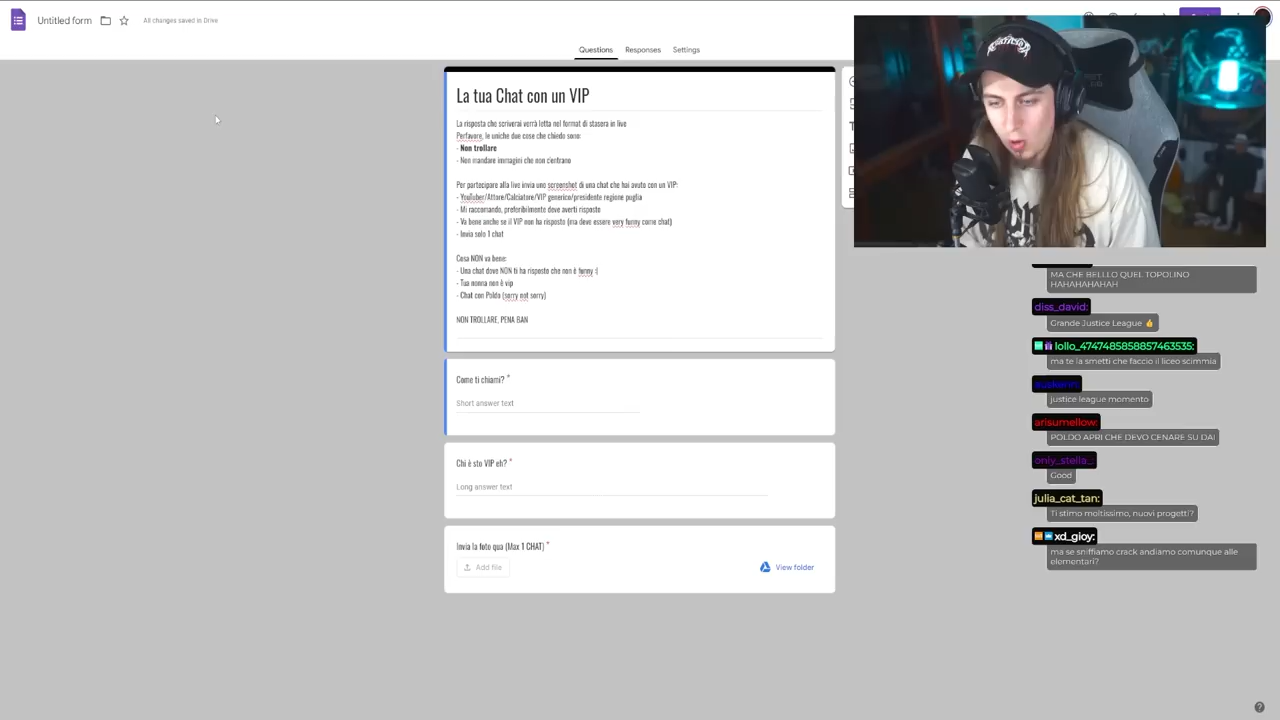 Untitled form
All changes saved in Drive
Questions
Responses
Settings
La tua Chat con un VIP
La risposta che scriverai verrà letta nel format di stasera in live
Perfavore, le uniche due cose che chiedo sono:
- Non trollare
- Non mandare immagini che non c'entrano
Per partecipare alla live invia uno screenshot di una chat che hai avuto con un VIP:
- YouTuber/Attore/Calciatore/VIP generico/presidente regione puglia
- Mi raccomando, preferibilmente dove averti risposto
- Va bene anche se il VIP non ha risposto (ma deve essere very funny come chat)
- Invia solo 1 chat
Cosa NON va bene:
- Una chat dove NON ti ha risposto che non è funny :(
- Tua nonna non è vip
- Chat con Poldo (sorry not sorry)
NON TROLLARE, PENA BAN
Come ti chiami? *
Short answer text
Chi è sto VIP eh? *
Long answer text
Invia la foto qua (Max 1 CHAT) *
Add file
View folder
MA CHE BELLLO QUEL TOPOLINO
HAHAHAHAHAH
diss_david:
Grande Justice League
lollo_4747485858857463535:
ma te la smetti che faccio il liceo scimmia
justice league momento
arisumellow:
POLDO APRI CHE DEVO CENARE SU DAI
only_stella_:
Good
julia_cat_tan:
Ti stimo moltissimo, nuovi progetti?
xd_gioy:
ma se sniffiamo crack andiamo comunque alle
elementari?